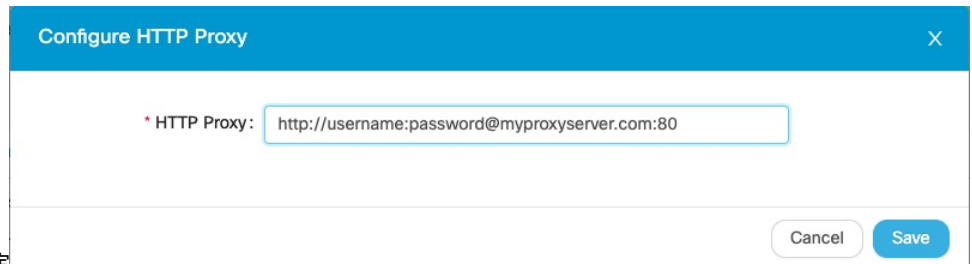 Configure HTTP Proxy X
* HTTP Proxy: http://username:password@myproxyserver.com:80
Cancel Save